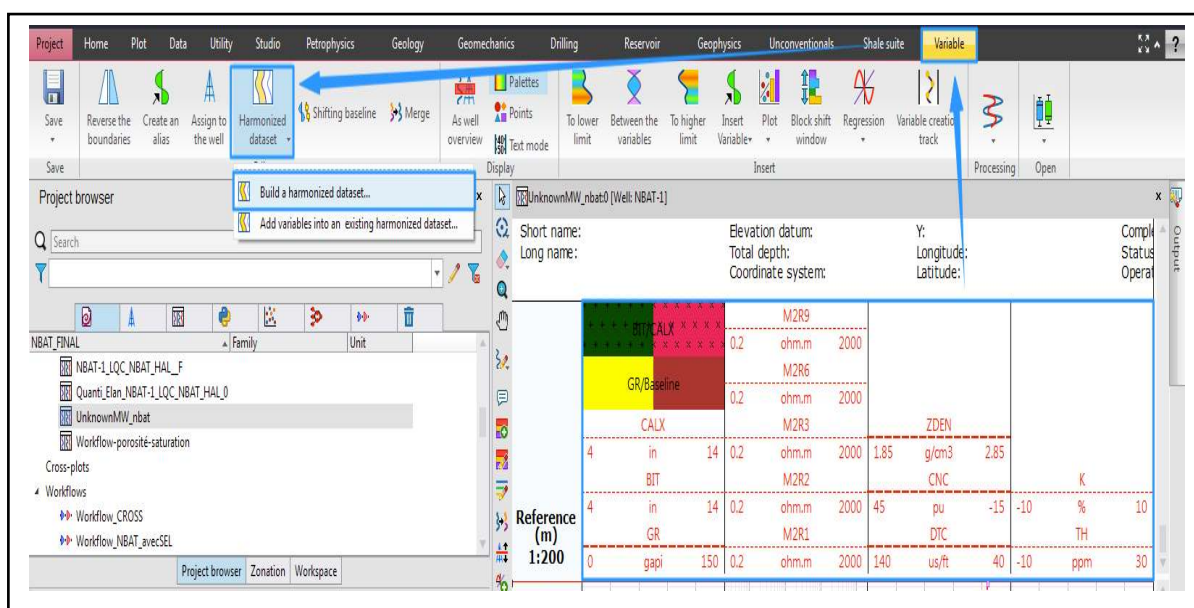 Project Home Plot Data Utility Studio Petrophysics Geology Geomechanics Drilling Reservoir Geophysics Unconventionals Shale suite Variable ?
Save Reverse the boundaries Create an alias Assign to the well Harmonized dataset Shifting baseline Merge As well overview Palettes Points Text mode To lower limit Between the variables To higher limit Insert Variable Plot Block shift window Regression Variable creation track
Save Display Insert Processing Open
Build a harmonized dataset...
Add variables into an existing harmonized dataset...
Project browser x
Search
NBAT_FINAL Family Unit
NBAT-1_LQC_NBAT_HAL__F
Quanti_Elan_NBAT-1_LQC_NBAT_HAL_0
UnknownMW_nbat
Workflow-porosité-saturation
Cross-plots
Workflows
Workflow_CROSS
Workflow_NBAT_avecSEL
Project browser Zonation Workspace
UnknownMW_nbat:0 [Well: NBAT-1] x
Output
Short name: Elevation datum: Y: Comple
Long name: Total depth: Longitude: Status
Coordinate system: Latitude: Operat
BIT/CALX M2R9
0.2 ohm.m 2000
GR/Baseline M2R6
0.2 ohm.m 2000
CALX M2R3 ZDEN
4 in 14 0.2 ohm.m 2000 1.85 g/cm3 2.85
BIT M2R2 CNC K
4 in 14 0.2 ohm.m 2000 45 pu -15 -10 % 10
GR M2R1 DTC TH
0 gapi 150 0.2 ohm.m 2000 140 us/ft 40 -10 ppm 30
Reference
(m)
1:200